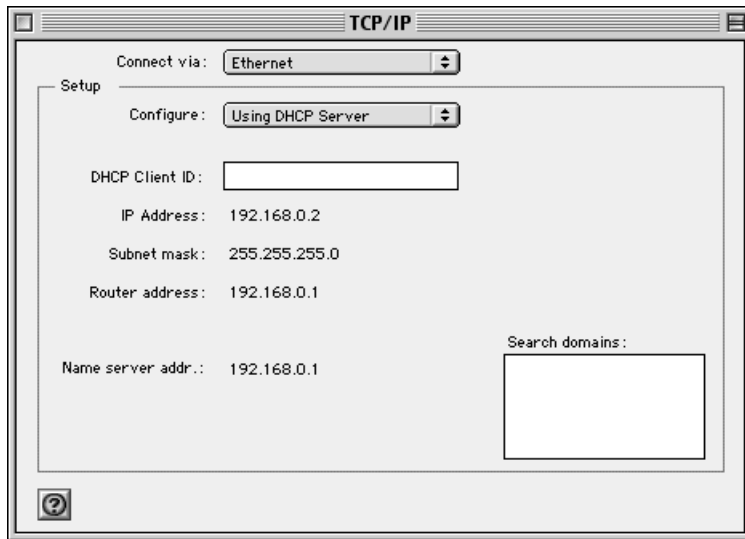 TCP/IP
Connect via: Ethernet
Setup
Configure: Using DHCP Server
DHCP Client ID:
IP Address: 192.168.0.2
Subnet mask: 255.255.255.0
Router address: 192.168.0.1
Search domains:
Name server addr.: 192.168.0.1
?